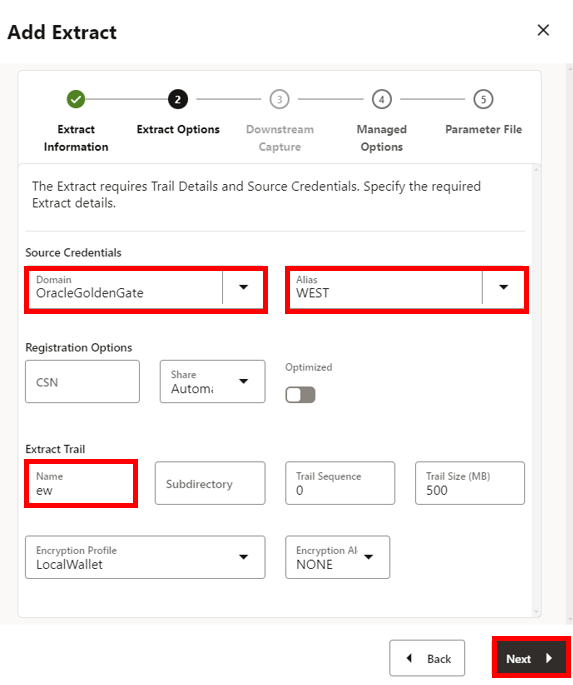 Add Extract
2 3 4 5
Extract Information
Extract Options
Downstream Capture
Managed Options
Parameter File
The Extract requires Trail Details and Source Credentials. Specify the required
Extract details.
Source Credentials
Domain
OracleGoldenGate
Alias
WEST
Registration Options
CSN
Share
Automa
Optimized
Extract Trail
Name
ew
Subdirectory
Trail Sequence
0
Trail Size (MB)
500
Encryption Profile
LocalWallet
Encryption Al
NONE
Back
Next